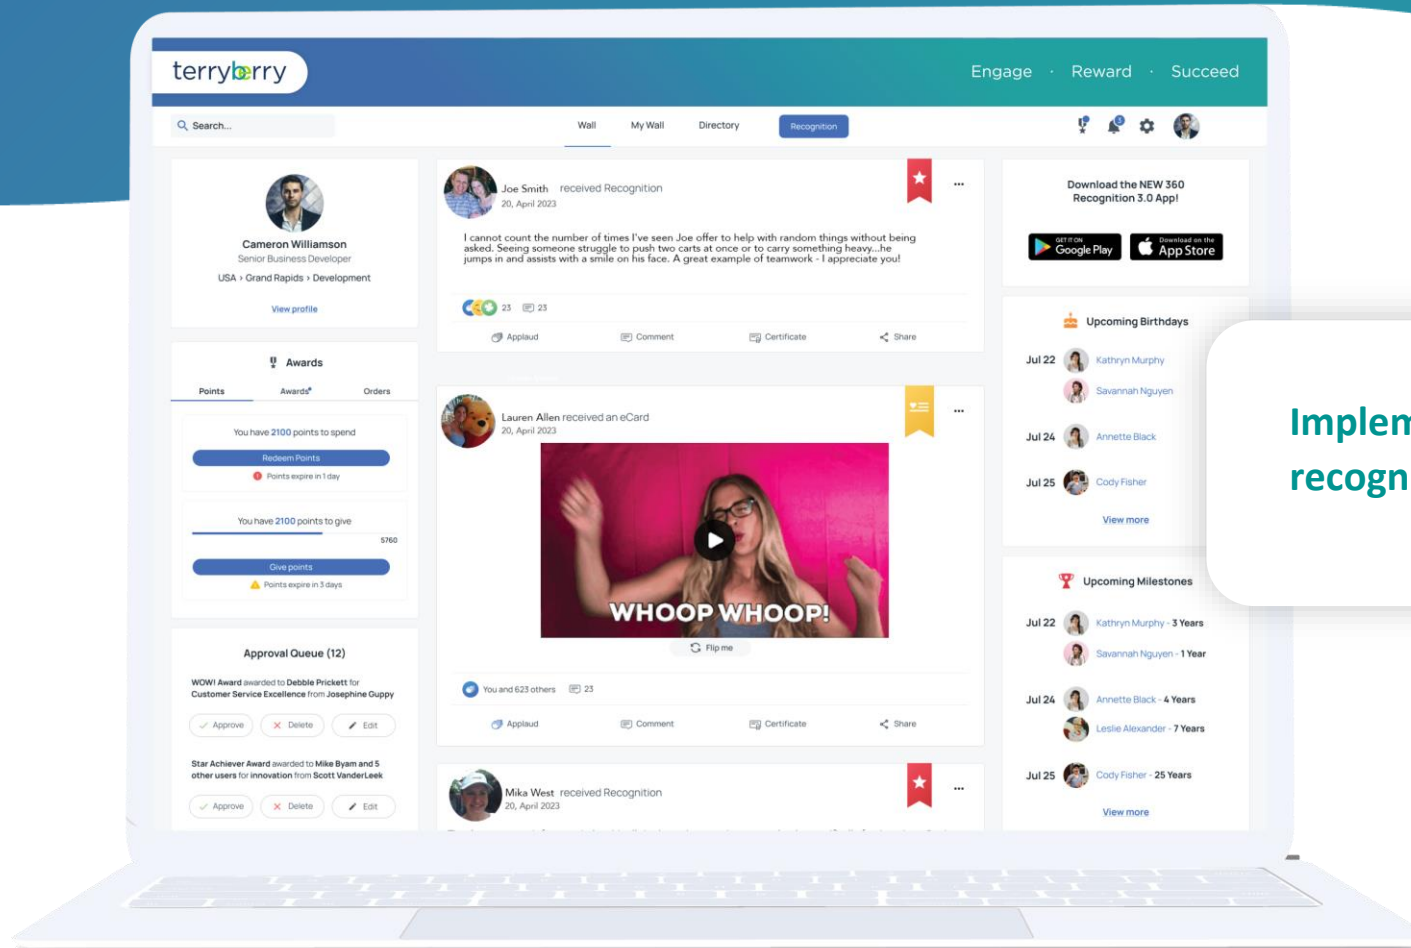 terryberry
Engage · Reward · Succeed
Search...
Wall
My Wall
Directory
Recognition
3
Cameron Williamson
Senior Business Developer
USA › Grand Rapids › Development
View profile
Awards
Points
Awards
Orders
You have 2100 points to spend
Redeem Points
Points expire in 1 day
You have 2100 points to give
5760
Give points
Points expire in 3 days
Approval Queue (12)
WOW! Award awarded to Debble Prickett for
Customer Service Excellence from Josephine Guppy
Approve
Delete
Edit
Star Achiever Award awarded to Mike Byam and 5
other users for innovation from Scott VanderLeek
Approve
Delete
Edit
Joe Smith received Recognition
20, April 2023
I cannot count the number of times I've seen Joe offer to help with random things without being
asked. Seeing someone struggle to push two carts at once or to carry something heavy...he
jumps in and assists with a smile on his face. A great example of teamwork - I appreciate you!
23
23
Applaud
Comment
Certificate
Share
Lauren Allen received an eCard
20, April 2023
WHOOP WHOOP!
Flip me
You and 623 others
23
Applaud
Comment
Certificate
Share
Mika West received Recognition
20, April 2023
Download the NEW 360
Recognition 3.0 App!
GET IT ON
Google Play
Download on the
App Store
Upcoming Birthdays
Jul 22
Kathryn Murphy
Savannah Nguyen
Jul 24
Annette Black
Jul 25
Cody Fisher
View more
Upcoming Milestones
Jul 22
Kathryn Murphy - 3 Years
Savannah Nguyen - 1 Year
Jul 24
Annette Black - 4 Years
Leslie Alexander - 7 Years
Jul 25
Cody Fisher - 25 Years
View more